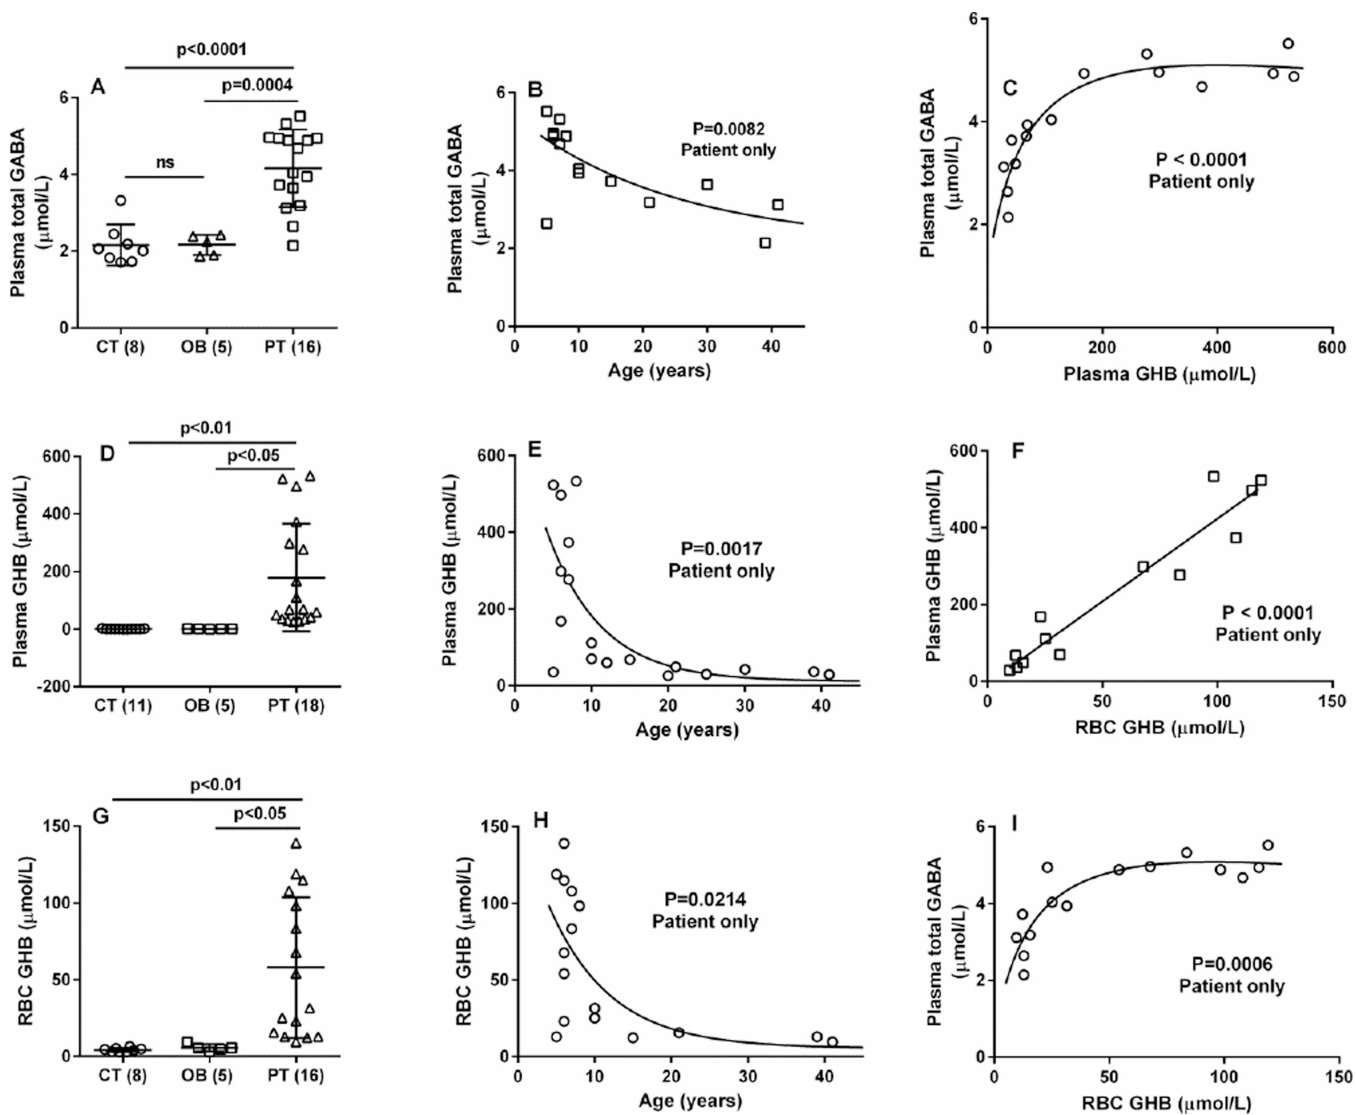 p<0.0001
A
p=0.0004
ns
Plasma total GABA
(μmol/L)
6
4
2
0
CT (8)
OB (5)
PT (16)
B
P=0.0082
Patient only
Plasma total GABA
(μmol/L)
6
4
2
0
0
10
20
30
40
Age (years)
C
P < 0.0001
Patient only
Plasma total GABA
(μmol/L)
6
4
2
0
0
200
400
600
Plasma GHB (μmol/L)
p<0.01
D
p<0.05
Plasma GHB (μmol/L)
600
400
200
0
-200
CT (11)
OB (5)
PT (18)
E
P=0.0017
Patient only
Plasma GHB (μmol/L)
600
400
200
0
0
10
20
30
40
Age (years)
F
P < 0.0001
Patient only
Plasma GHB (μmol/L)
600
400
200
0
0
50
100
150
RBC GHB (μmol/L)
p<0.01
G
p<0.05
RBC GHB (μmol/L)
150
100
50
0
CT (8)
OB (5)
PT (16)
H
P=0.0214
Patient only
RBC GHB (μmol/L)
150
100
50
0
0
10
20
30
40
Age (years)
I
P=0.0006
Patient only
Plasma total GABA
(μmol/L)
6
4
2
0
0
50
100
150
RBC GHB (μmol/L)